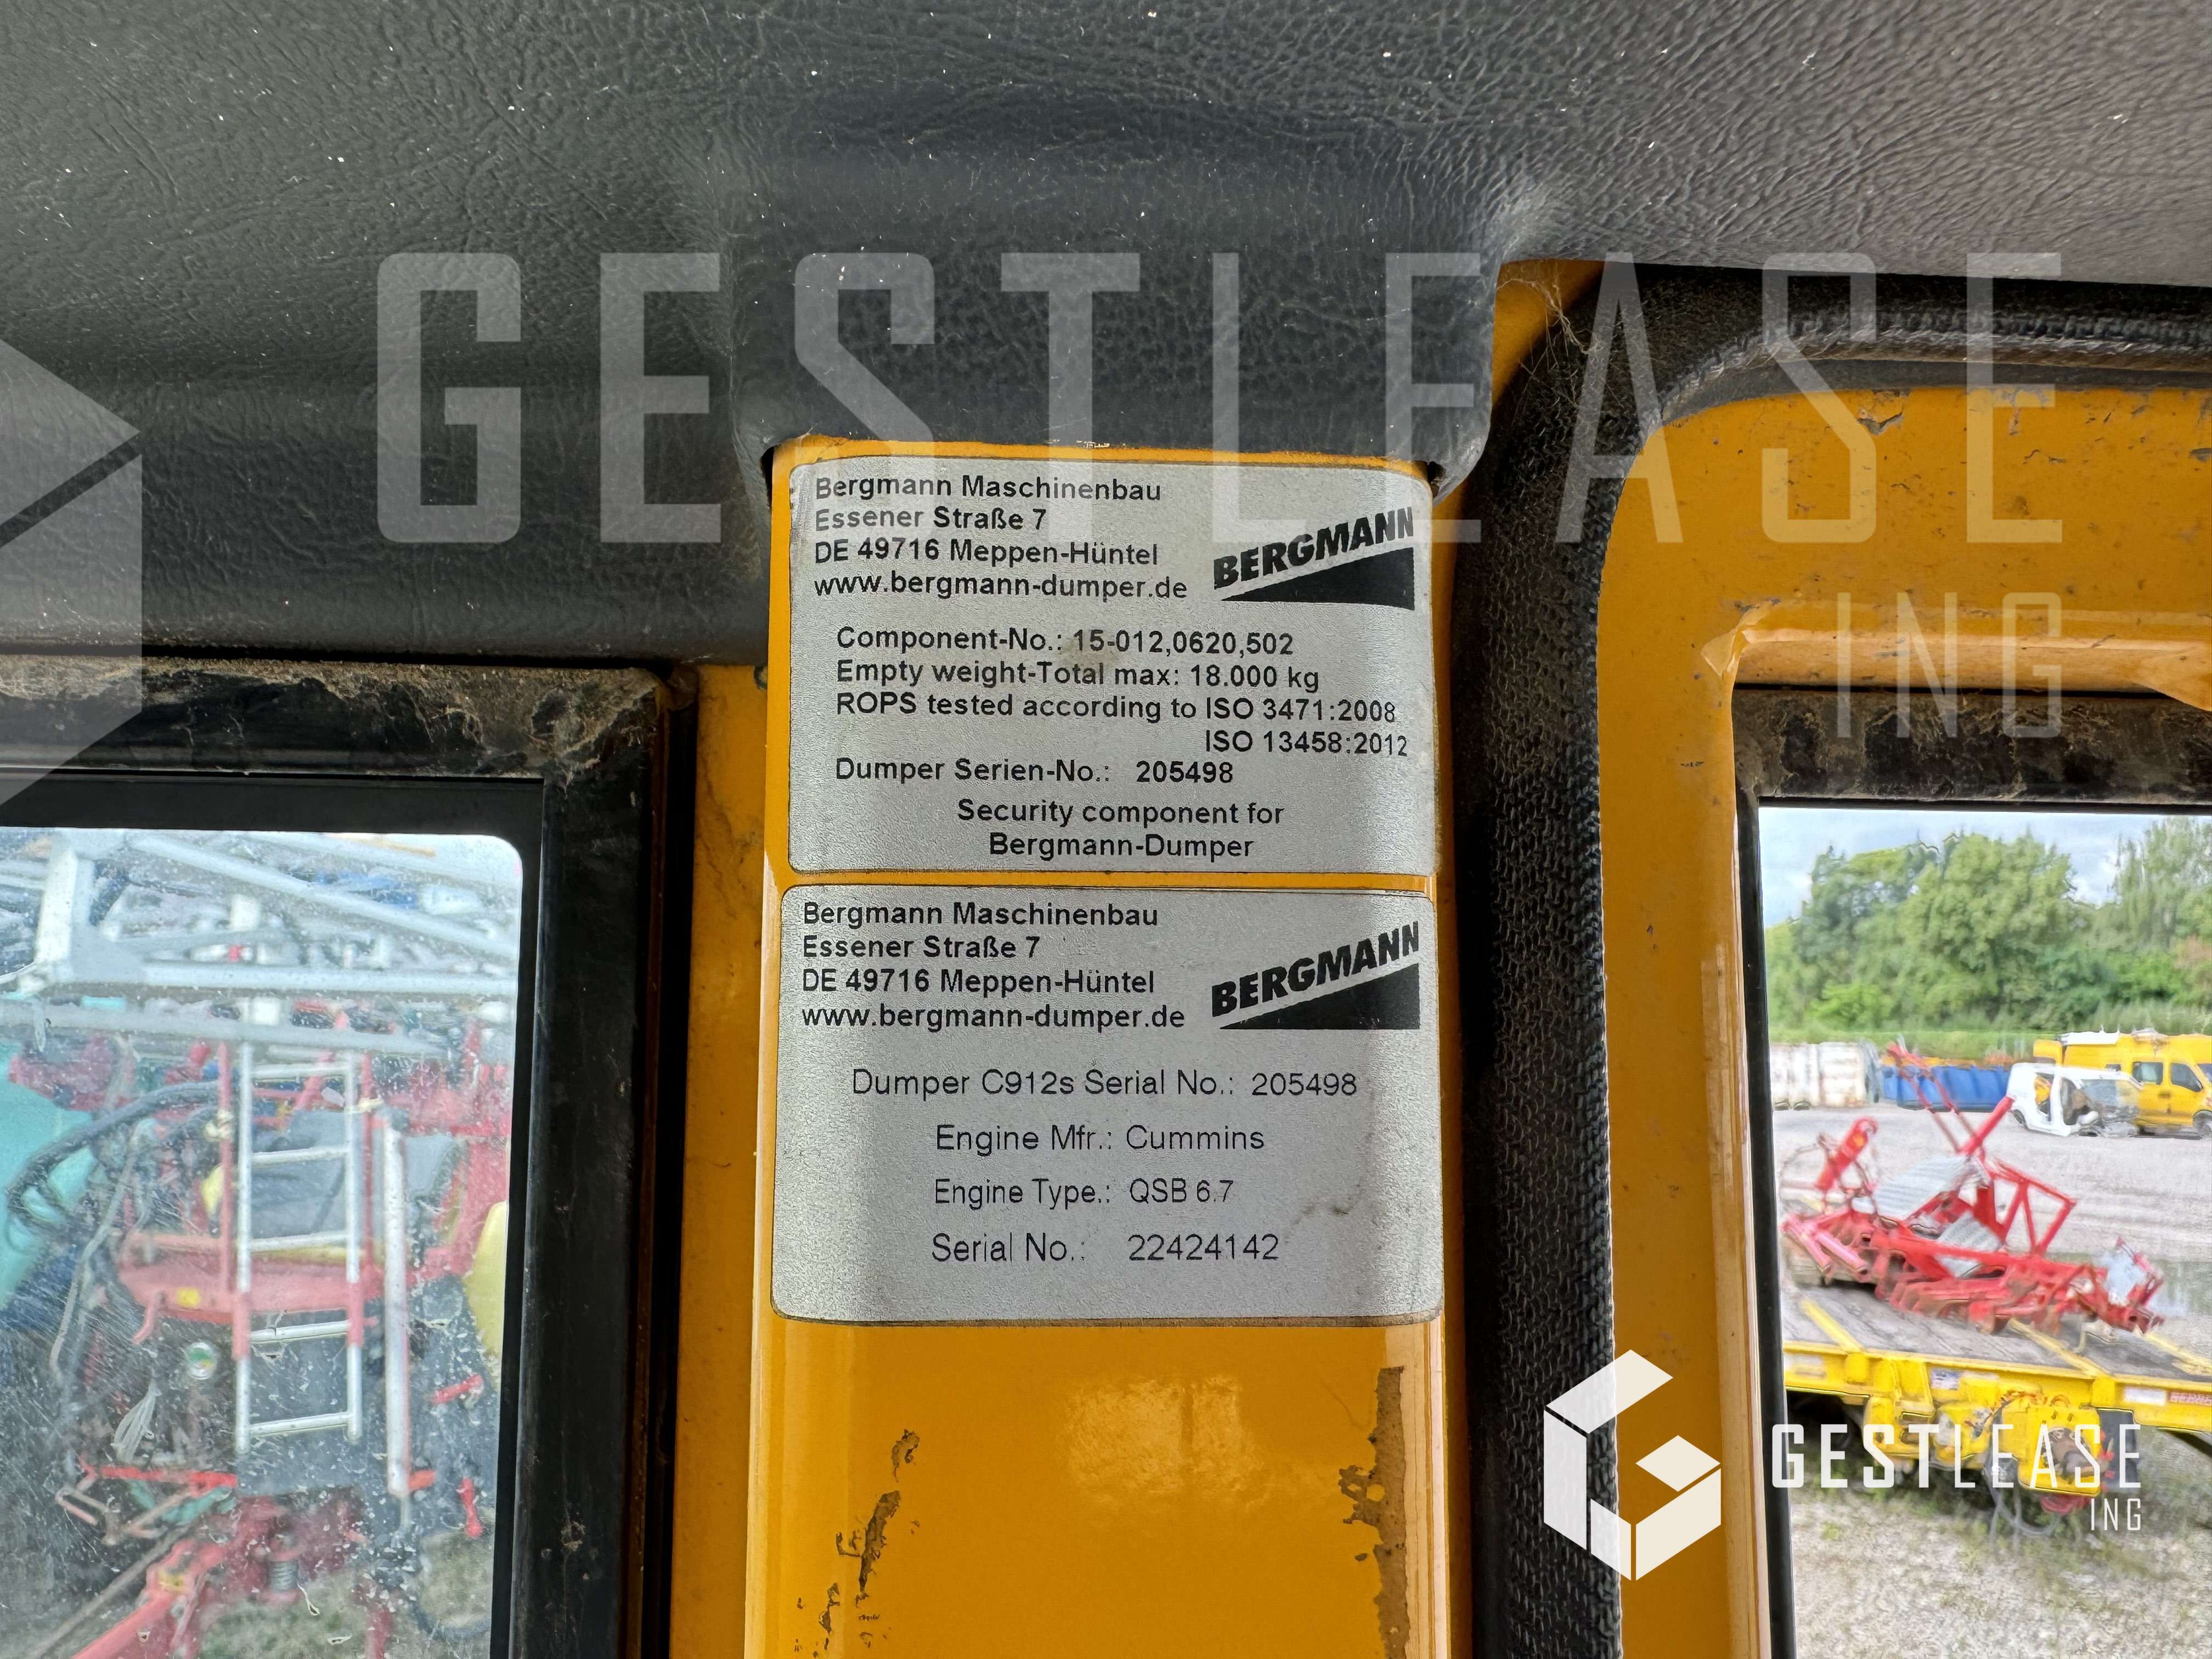 GESTLEASE
ING
Bergmann Maschinenbau
Essener Straße 7
DE 49716 Meppen-Hüntel
www.bergmann-dumper.de
BERGMANN
Component-No.: 15-012,0620,502
Empty weight-Total max: 18.000 kg
ROPS tested according to ISO 3471:2008
ISO 13458:2012
Dumper Serien-No.: 205498
Security component for
Bergmann-Dumper
Bergmann Maschinenbau
Essener Straße 7
DE 49716 Meppen-Hüntel
www.bergmann-dumper.de
BERGMANN
Dumper C912s Serial No.: 205498
Engine Mfr.: Cummins
Engine Type.: QSB 6.7
Serial No.: 22424142
GESTLEASE
ING